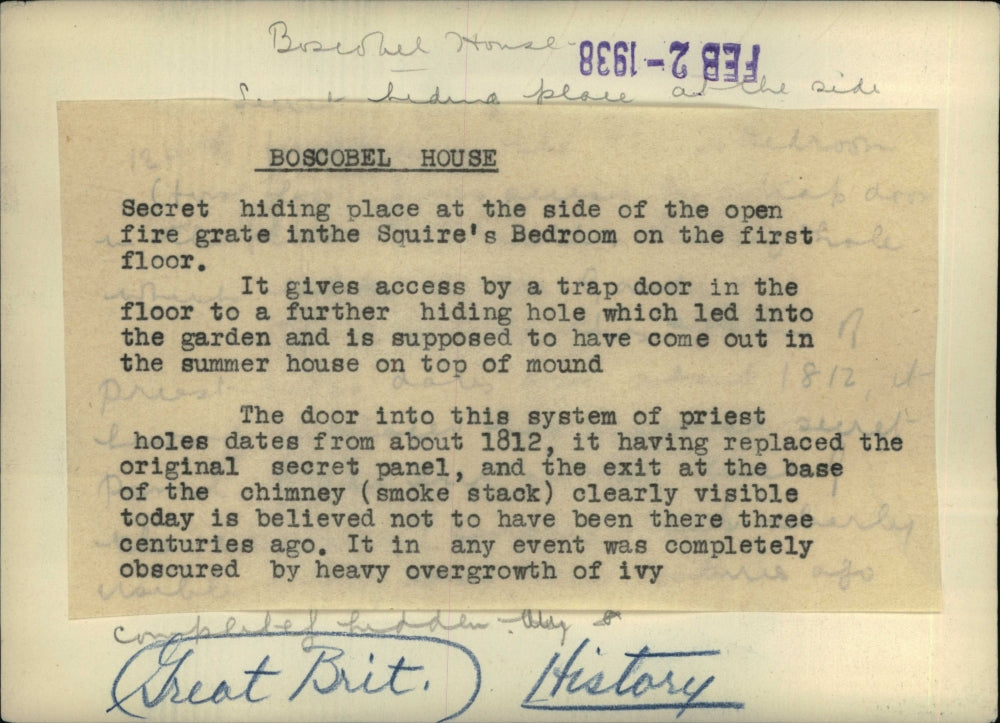 Boscobel House
FEB 2-1938
Secret hiding place at the side
BOSCOBEL HOUSE
Secret hiding place at the side of the open
fire grate inthe Squire's Bedroom on the first
floor.
It gives access by a trap door in the
floor to a further hiding hole which led into
the garden and is supposed to have come out in
the summer house on top of mound
The door into this system of priest
holes dates from about 1812, it having replaced the
original secret panel, and the exit at the base
of the chimney (smoke stack) clearly visible
today is believed not to have been there three
centuries ago. It in any event was completely
obscured by heavy overgrowth of ivy
completely hidden
(Great Brit.) History